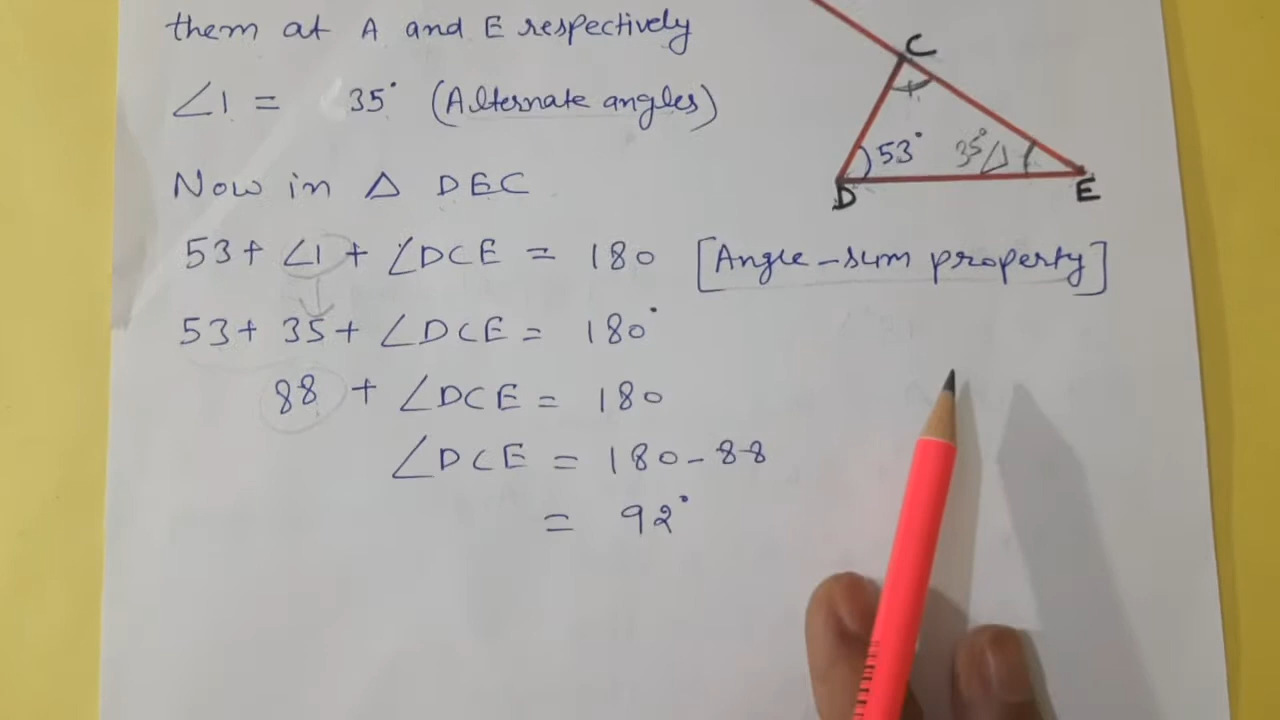 them at A and E respectively
∠1 = 35° (Alternate angles)
Now in Δ DEC
53 + ∠1 + ∠DCE = 180 [Angle-sum property]
53 + 35 + ∠DCE = 180°
88 + ∠DCE = 180
∠DCE = 180 - 88
= 92°
C
53° 35°
D E